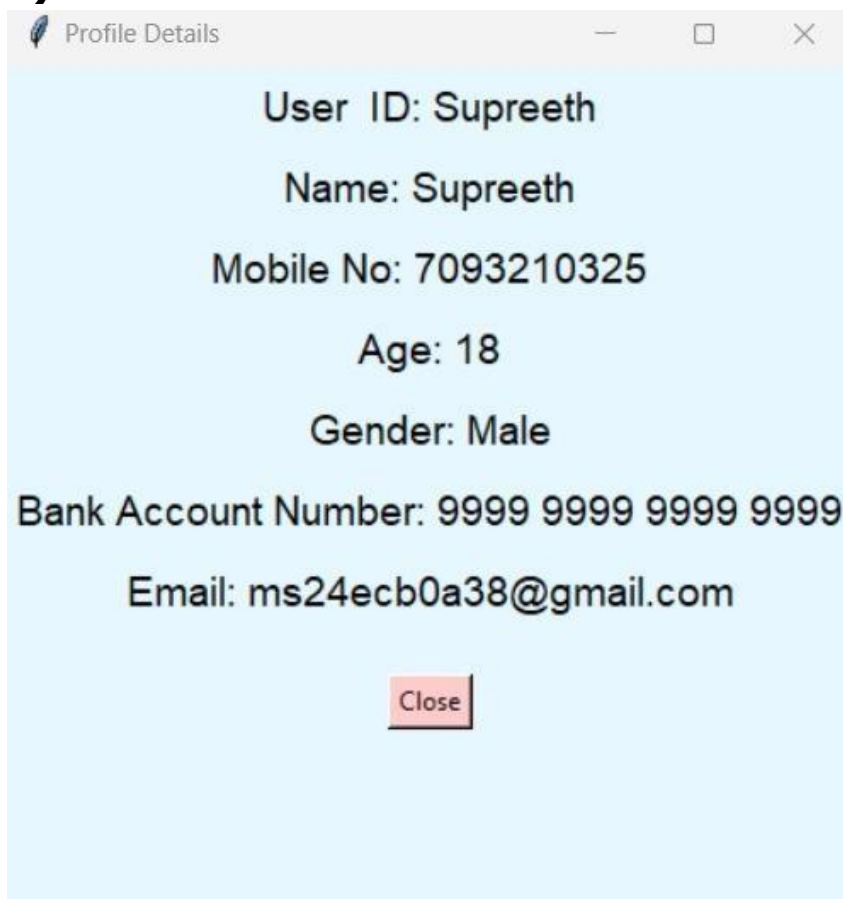 Profile Details
User ID: Supreeth
Name: Supreeth
Mobile No: 7093210325
Age: 18
Gender: Male
Bank Account Number: 9999 9999 9999 9999
Email: ms24ecb0a38@gmail.com
Close